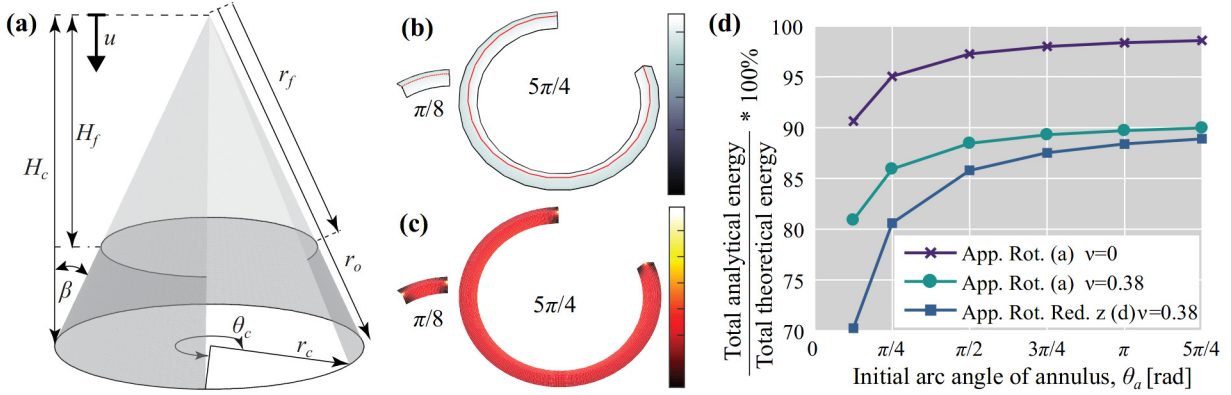 (a)
u
H_c
H_f
r_f
r_o
β
θ_c
r_c
(b)
π/8
5π/4
(c)
π/8
5π/4
(d)
Total analytical energy
Total theoretical energy
* 100%
100
95
90
85
80
75
70
App. Rot. (a) ν=0
App. Rot. (a) ν=0.38
App. Rot. Red. z (d) ν=0.38
0 π/4 π/2 3π/4 π 5π/4
Initial arc angle of annulus, θ_a [rad]